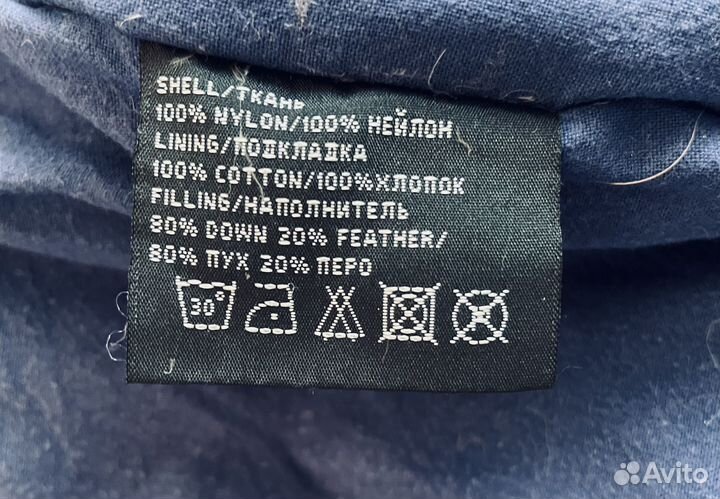 SHELL/ТКАНЬ
100% NYLON/100% НЕЙЛОН
LINING/ПОДКЛАДКА
100% COTTON/100%ХЛОПОК
FILLING/НАПОЛНИТЕЛЬ
80% DOWN 20% FEATHER/
80% ПУХ 20% ПЕРО
30°
Avito